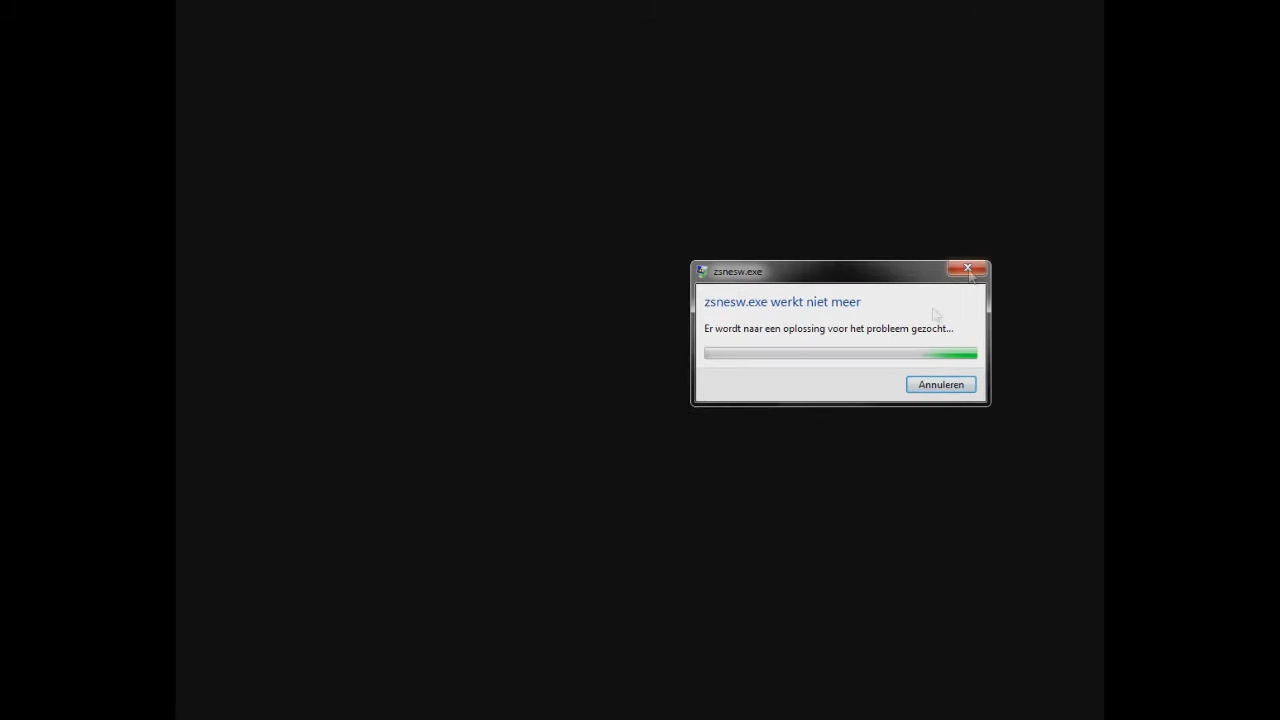 zsnesw.exe
zsnesw.exe werkt niet meer
Er wordt naar een oplossing voor het probleem gezocht...
Annuleren